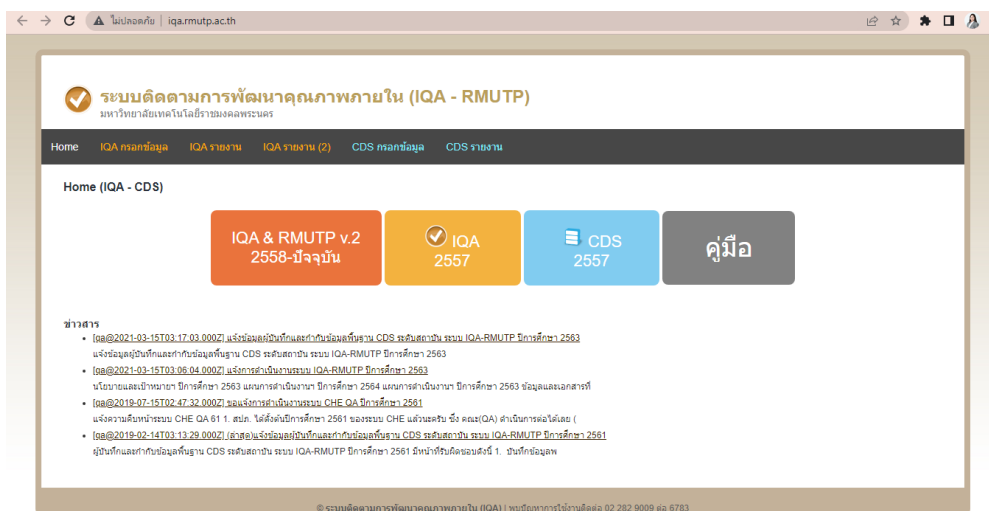 ไม่ปลอดภัย | iqa.rmutp.ac.th
ระบบติดตามการพัฒนาคุณภาพภายใน (IQA - RMUTP)
มหาวิทยาลัยเทคโนโลยีราชมงคลพระนคร
Home IQA กรอกข้อมูล IQA รายงาน IQA รายงาน (2) CDS กรอกข้อมูล CDS รายงาน
Home (IQA - CDS)
IQA & RMUTP v.2
2558-ปัจจุบัน
IQA
2557
CDS
2557
คู่มือ
ข่าวสาร
[qa@2021-03-15T03:17:03.000Z] แจ้งข้อมูลผู้บันทึกและกำกับข้อมูลพื้นฐาน CDS ระดับสถาบัน ระบบ IQA-RMUTP ปีการศึกษา 2563
แจ้งข้อมูลผู้บันทึกและกำกับข้อมูลพื้นฐาน CDS ระดับสถาบัน ระบบ IQA-RMUTP ปีการศึกษา 2563
[qa@2021-03-15T03:06:04.000Z] แจ้งการดำเนินงานระบบ IQA-RMUTP ปีการศึกษา 2563
นโยบายและเป้าหมายฯ ปีการศึกษา 2563 แผนการดำเนินงานฯ ปีการศึกษา 2564 แผนการดำเนินงานฯ ปีการศึกษา 2563 ข้อมูลและเอกสารที่
[qa@2019-07-15T02:47:32.000Z] ขอแจ้งการดำเนินงานระบบ CHE QA ปีการศึกษา 2561
แจ้งความคืบหน้าระบบ CHE QA 61 1. สปภ. ได้ตั้งต้นปีการศึกษา 2561 ของระบบ CHE แล้วนะครับ ซึ่ง คณะ(QA) ดำเนินการต่อได้เลย (
[qa@2019-02-14T03:13:29.000Z] (ล่าสุด)แจ้งข้อมูลผู้บันทึกและกำกับข้อมูลพื้นฐาน CDS ระดับสถาบัน ระบบ IQA-RMUTP ปีการศึกษา 2561
ผู้บันทึกและกำกับข้อมูลพื้นฐาน CDS ระดับสถาบัน ระบบ IQA-RMUTP ปีการศึกษา 2561 มีหน้าที่รับผิดชอบดังนี้ 1. บันทึกข้อมูลพ
© ระบบติดตามการพัฒนาคุณภาพภายใน (IQA) | พบปัญหาการใช้งานติดต่อ 02 282 9009 ต่อ 6783